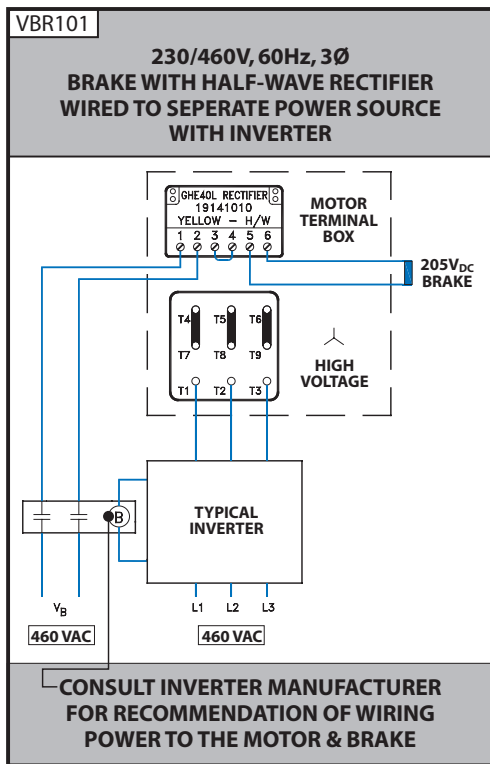 VBR101
230/460V, 60Hz, 3Ø
BRAKE WITH HALF-WAVE RECTIFIER
WIRED TO SEPERATE POWER SOURCE
WITH INVERTER
GHE40L RECTIFIER
19141010
YELLOW – H/W
1 2 3 4 5 6
MOTOR
TERMINAL
BOX
205VDC
BRAKE
T4 T5 T6
T7 T8 T9
T1 T2 T3
HIGH
VOLTAGE
TYPICAL
INVERTER
B
VB
L1 L2 L3
460 VAC
460 VAC
CONSULT INVERTER MANUFACTURER
FOR RECOMMENDATION OF WIRING
POWER TO THE MOTOR & BRAKE